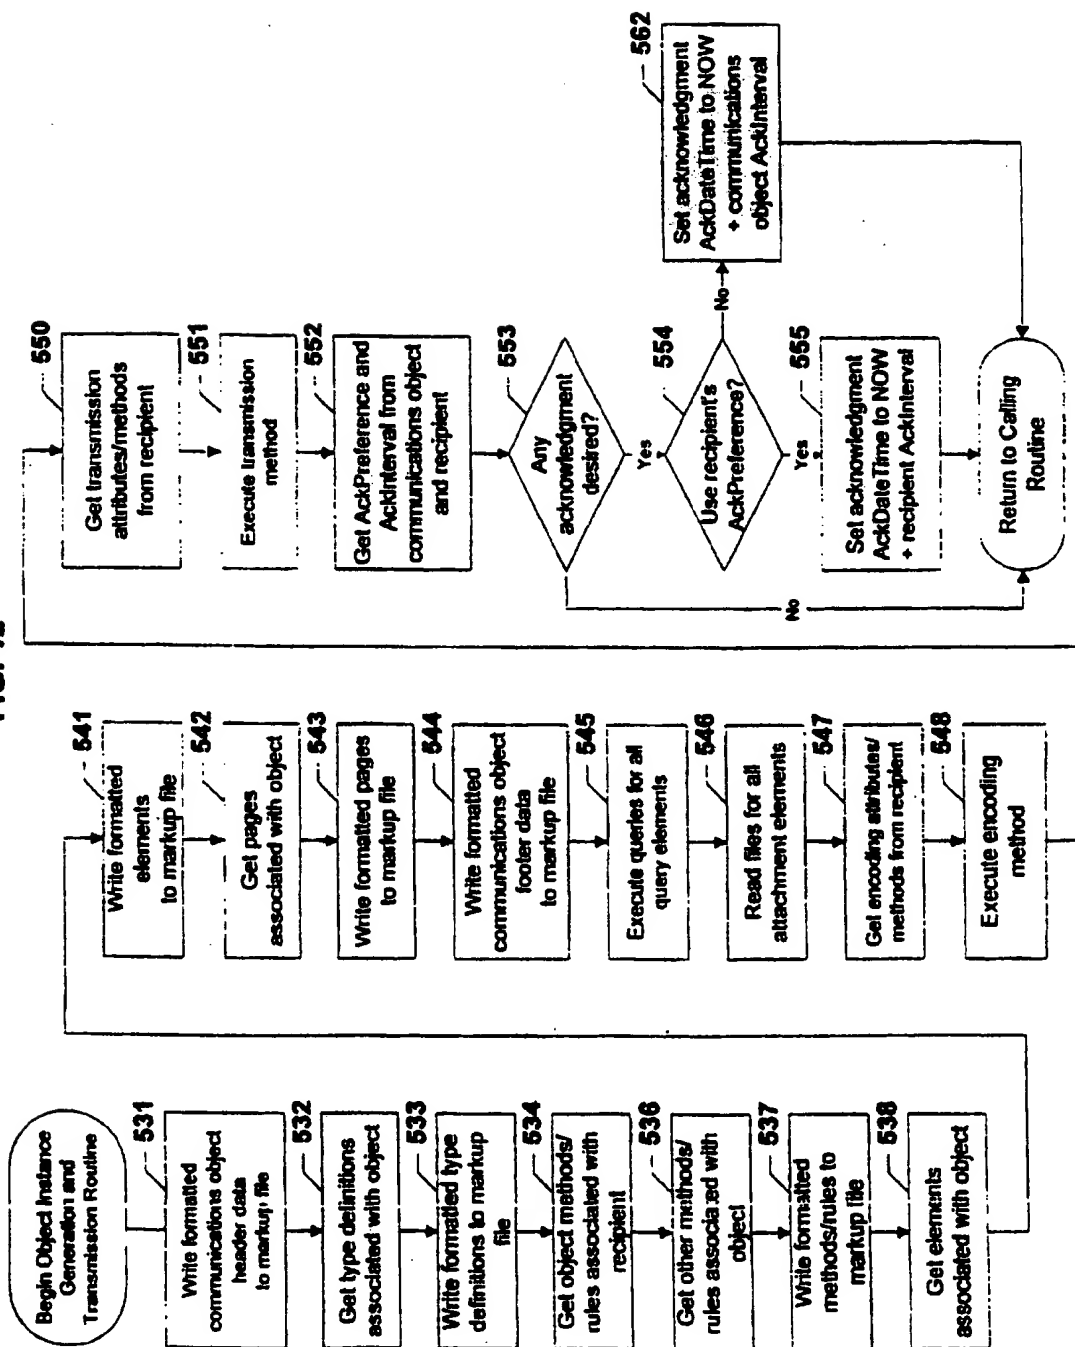 Begin Object Instance
Generation and
Transmission Routine
531
Write formatted
communications object
header data
to markup file
532
Get type definitions
associated with object
533
Write formatted type
definitions to markup
file
534
Get object methods/
rules associated with
recipient
536
Get other methods/
rules associated with
object
537
Write formatted
methods/rules to
markup file
538
Get elements
associated with object
541
Write formatted
elements
to markup file
542
Get pages
associated with object
543
Write formatted pages
to markup file
544
Write formatted
communications object
footer data
to markup file
545
Execute queries for all
query elements
546
Read files for all
attachment elements
547
Get encoding attributes/
methods from recipient
548
Execute encoding
method
550
Get transmission
attributes/methods
from recipient
551
Execute transmission
method
552
Get AckPreference and
AckInterval from
communications object
and recipient
553
Any
acknowledgment
desired?
No
Yes
554
Use recipient's
AckPreference?
No
Yes
555
Set acknowledgment
AckDateTime to NOW
+ recipient AckInterval
562
Set acknowledgment
AckDateTime to NOW
+ communications
object AckInterval
Return to Calling
Routine